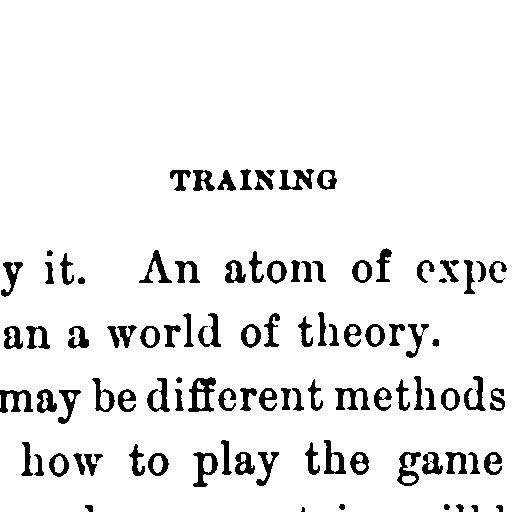 TRAINING
y it. An atom of expe
an a world of theory.
may be different methods
how to play the game